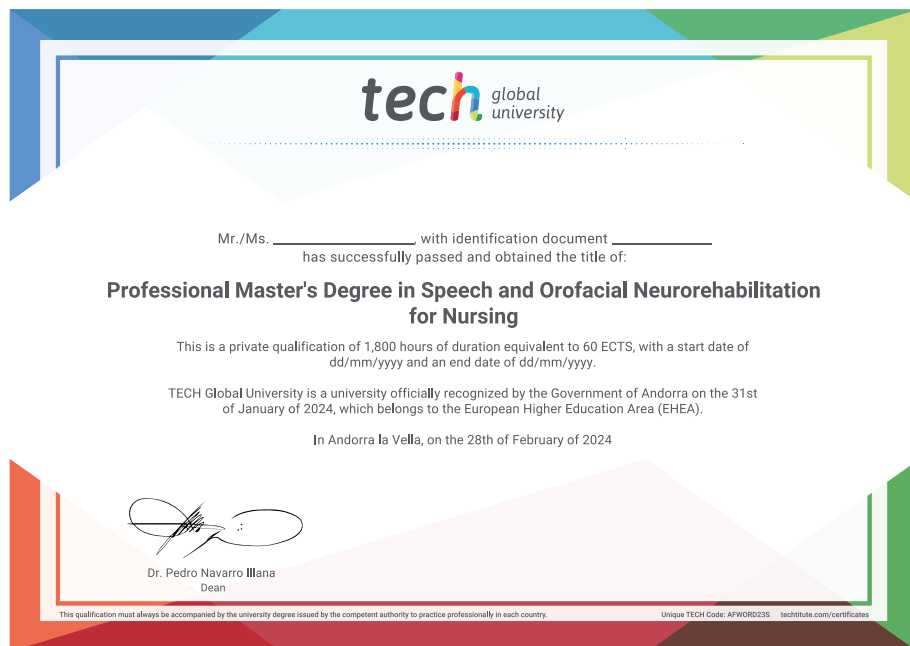 tech global university
Mr./Ms. ________________, with identification document ____________
has successfully passed and obtained the title of:
Professional Master's Degree in Speech and Orofacial Neurorehabilitation
for Nursing
This is a private qualification of 1,800 hours of duration equivalent to 60 ECTS, with a start date of
dd/mm/yyyy and an end date of dd/mm/yyyy.
TECH Global University is a university officially recognized by the Government of Andorra on the 31st
of January of 2024, which belongs to the European Higher Education Area (EHEA).
In Andorra la Vella, on the 28th of February of 2024
Dr. Pedro Navarro Illana
Dean
This qualification must always be accompanied by the university degree issued by the competent authority to practice professionally in each country.
Unique TECH Code: AFWORD23S techtitute.com/certificates